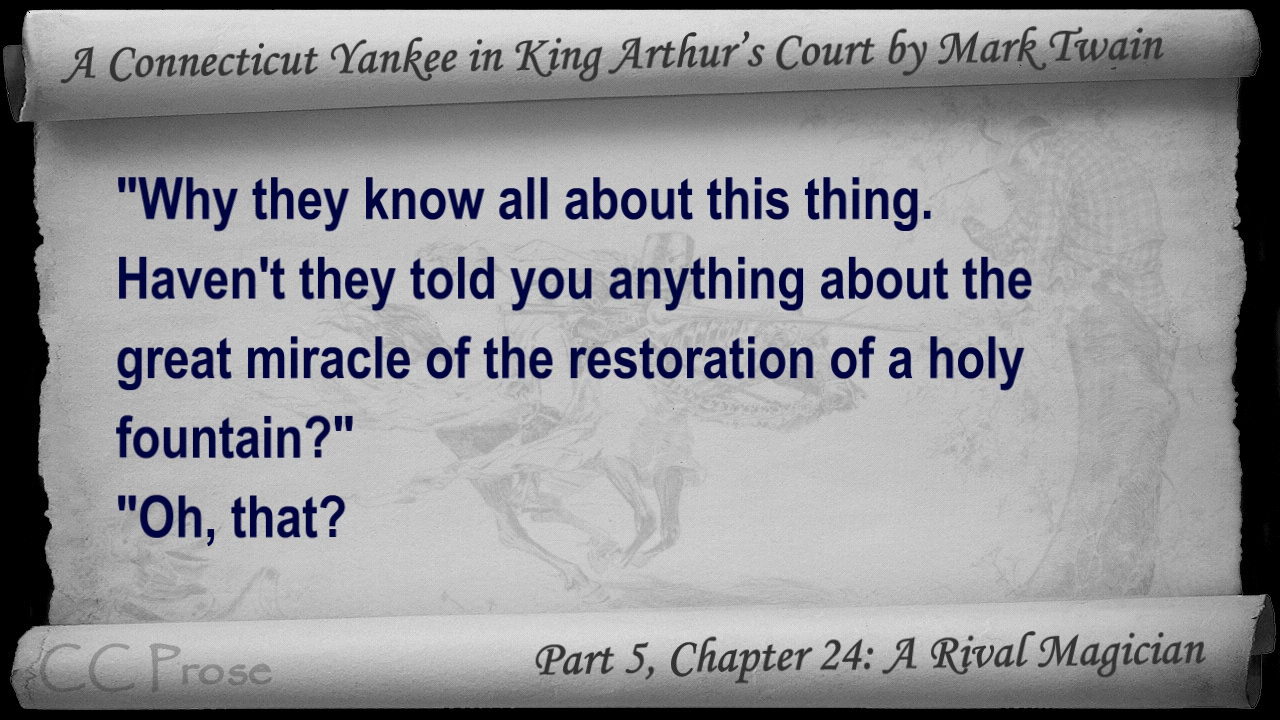 A Connecticut Yankee in King Arthur's Court by Mark Twain
"Why they know all about this thing.
Haven't they told you anything about the
great miracle of the restoration of a holy
fountain?"
"Oh, that?
CC Prose
Part 5, Chapter 24: A Rival Magician